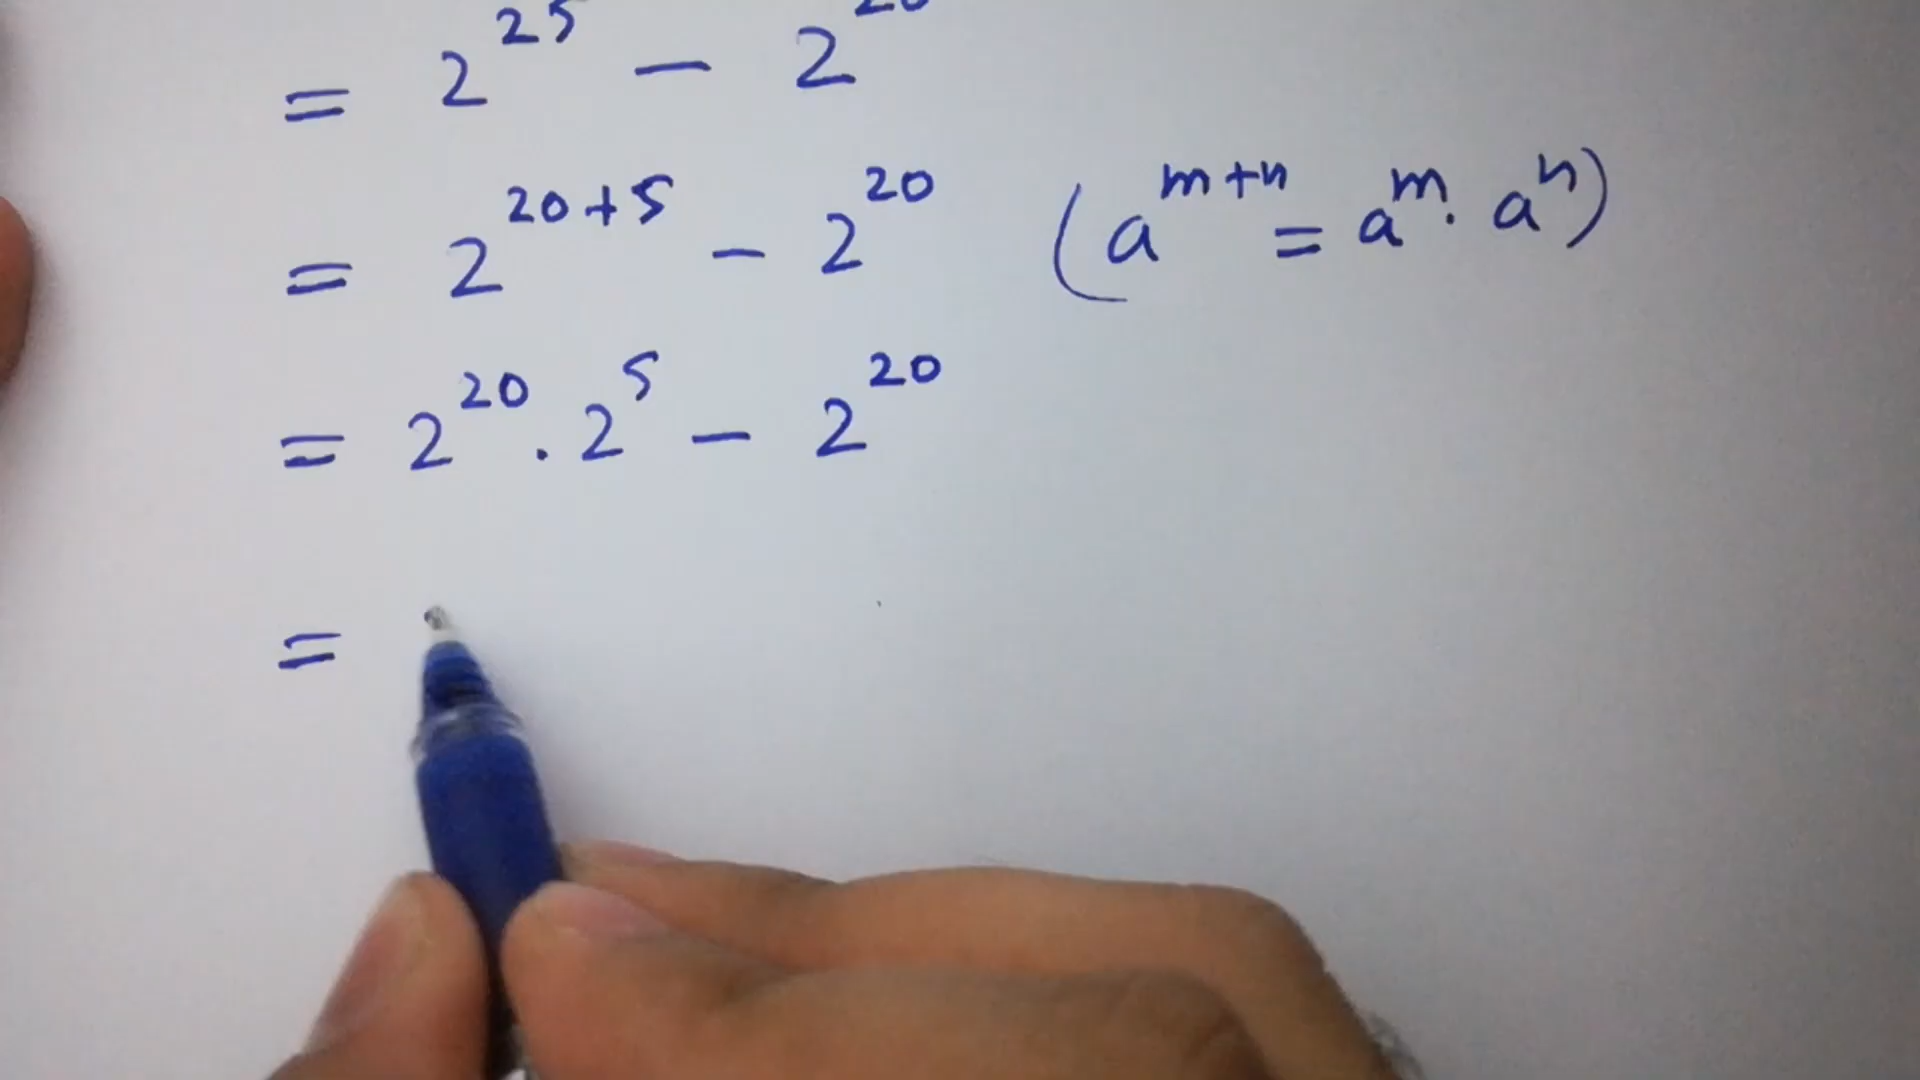 = 2^25 - 2^20
= 2^20+5 - 2^20 (a^m+n = a^m . a^n)
= 2^20 . 2^5 - 2^20
=